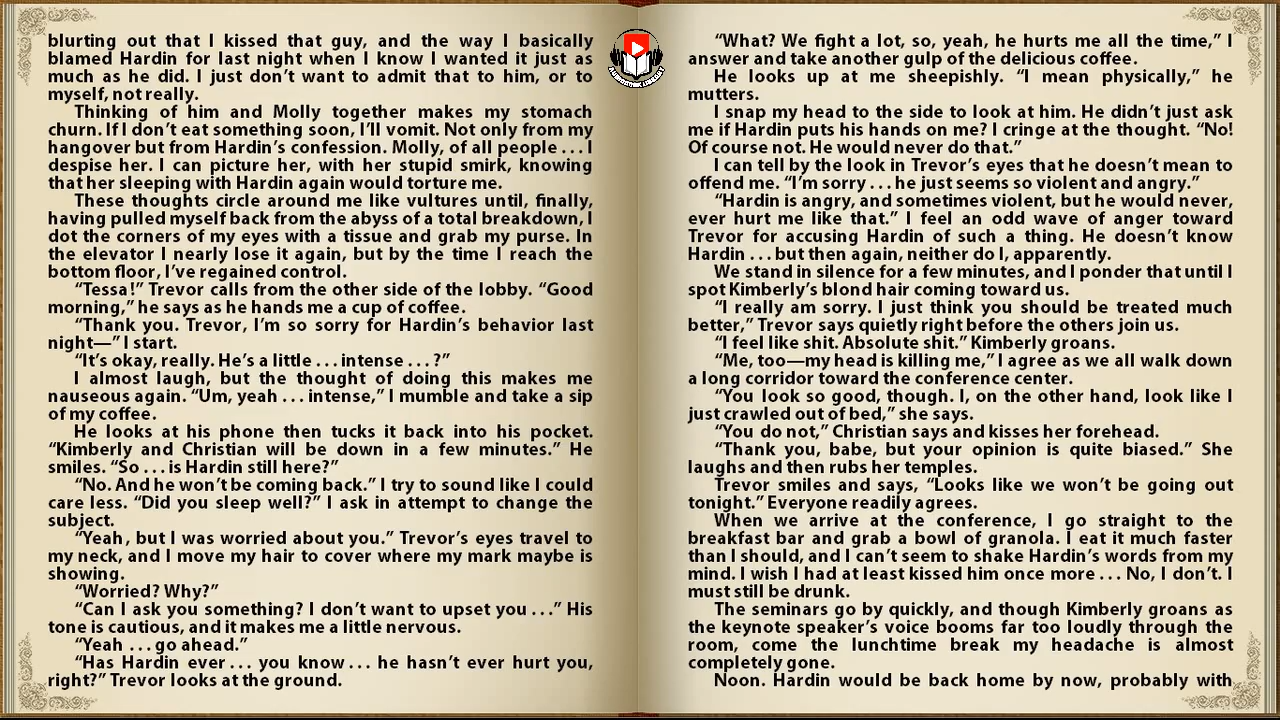 blurting out that I kissed that guy, and the way I basically
blamed Hardin for last night when I know I wanted it just as
much as he did. I just don’t want to admit that to him, or to
myself, not really.
Thinking of him and Molly together makes my stomach
churn. If I don’t eat something soon, I’ll vomit. Not only from my
hangover but from Hardin’s confession. Molly, of all people . . . I
despise her. I can picture her, with her stupid smirk, knowing
that her sleeping with Hardin again would torture me.
These thoughts circle around me like vultures until, finally,
having pulled myself back from the abyss of a total breakdown, I
dot the corners of my eyes with a tissue and grab my purse. In
the elevator I nearly lose it again, but by the time I reach the
bottom floor, I’ve regained control.
“Tessa!” Trevor calls from the other side of the lobby. “Good
morning,” he says as he hands me a cup of coffee.
“Thank you. Trevor, I’m so sorry for Hardin’s behavior last
night—” I start.
“It’s okay, really. He’s a little . . . intense . . . ?”
I almost laugh, but the thought of doing this makes me
nauseous again. “Um, yeah . . . intense,” I mumble and take a sip
of my coffee.
He looks at his phone then tucks it back into his pocket.
“Kimberly and Christian will be down in a few minutes.” He
smiles. “So . . . is Hardin still here?”
“No. And he won’t be coming back.” I try to sound like I could
care less. “Did you sleep well?” I ask in attempt to change the
subject.
“Yeah, but I was worried about you.” Trevor’s eyes travel to
my neck, and I move my hair to cover where my mark maybe is
showing.
“Worried? Why?”
“Can I ask you something? I don’t want to upset you . . .” His
tone is cautious, and it makes me a little nervous.
“Yeah . . . go ahead.”
“Has Hardin ever . . . you know . . . he hasn’t ever hurt you,
right?” Trevor looks at the ground.
“What? We fight a lot, so, yeah, he hurts me all the time,” I
answer and take another gulp of the delicious coffee.
He looks up at me sheepishly. “I mean physically,” he
mutters.
I snap my head to the side to look at him. He didn’t just ask
me if Hardin puts his hands on me? I cringe at the thought. “No!
Of course not. He would never do that.”
I can tell by the look in Trevor’s eyes that he doesn’t mean to
offend me. “I’m sorry . . . he just seems so violent and angry.”
“Hardin is angry, and sometimes violent, but he would never,
ever hurt me like that.” I feel an odd wave of anger toward
Trevor for accusing Hardin of such a thing. He doesn’t know
Hardin . . . but then again, neither do I, apparently.
We stand in silence for a few minutes, and I ponder that until I
spot Kimberly’s blond hair coming toward us.
“I really am sorry. I just think you should be treated much
better,” Trevor says quietly right before the others join us.
“I feel like shit. Absolute shit.” Kimberly groans.
“Me, too—my head is killing me,” I agree as we all walk down
a long corridor toward the conference center.
“You look so good, though. I, on the other hand, look like I
just crawled out of bed,” she says.
“You do not,” Christian says and kisses her forehead.
“Thank you, babe, but your opinion is quite biased.” She
laughs and then rubs her temples.
Trevor smiles and says, “Looks like we won’t be going out
tonight.” Everyone readily agrees.
When we arrive at the conference, I go straight to the
breakfast bar and grab a bowl of granola. I eat it much faster
than I should, and I can’t seem to shake Hardin’s words from my
mind. I wish I had at least kissed him once more . . . No, I don’t. I
must still be drunk.
The seminars go by quickly, and though Kimberly groans as
the keynote speaker’s voice booms far too loudly through the
room, come the lunchtime break my headache is almost
completely gone.
Noon. Hardin would be back home by now, probably with